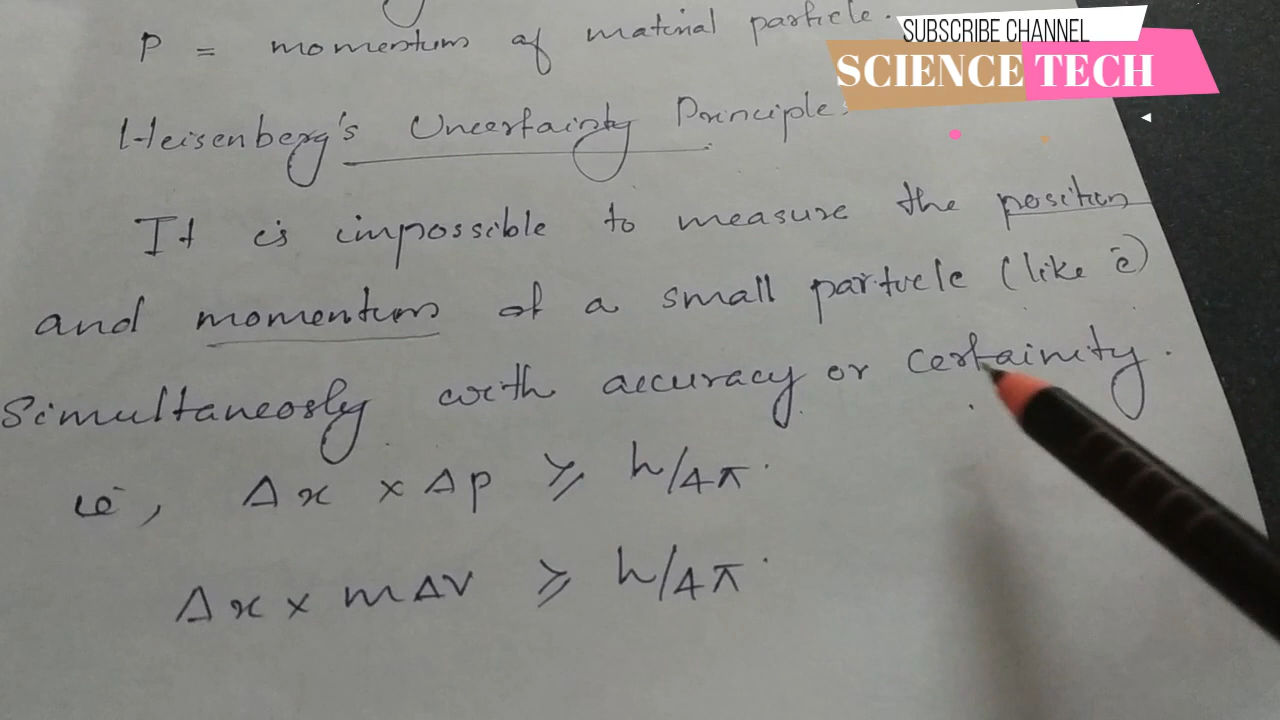 P = momentum of material particle.
SUBSCRIBE CHANNEL
SCIENCE TECH
Heisenberg's Uncertainty Principle:
It is impossible to measure the position
and momentum of a small particle (like ē)
Simultaneosly with accuracy or certainity.
ie, Δx × Δp ≥ h/4π.
Δx × mΔv ≥ h/4π.